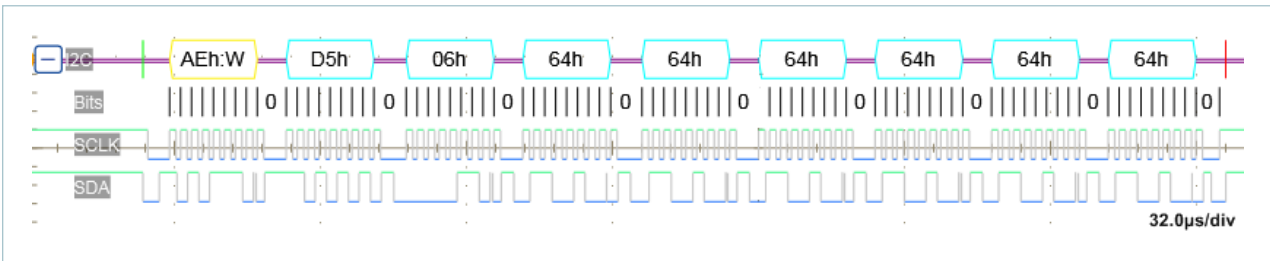 I2C AEh:W D5h 06h 64h 64h 64h 64h 64h 64h
Bits 0 0 0 0 0 0 0 0 0
SCLK
SDA
32.0µs/div